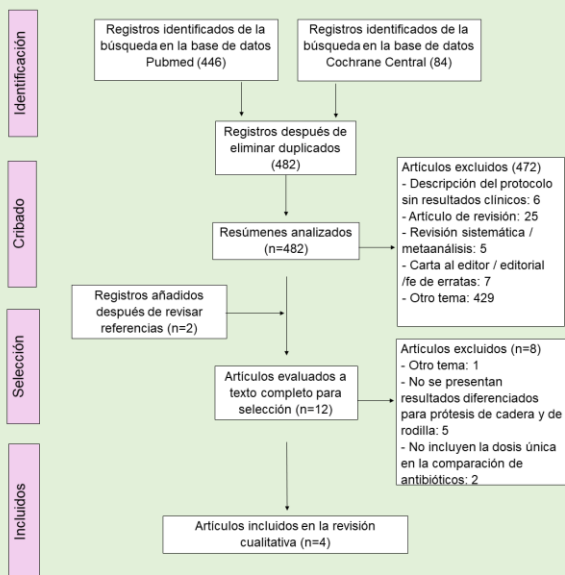 Identificación
Registros identificados de la
búsqueda en la base de datos
Pubmed (446)
Registros identificados de la
búsqueda en la base de datos
Cochrane Central (84)
Registros después de
eliminar duplicados
(482)
Cribado
Resúmenes analizados
(n=482)
Artículos excluidos (472)
- Descripción del protocolo
sin resultados clínicos: 6
- Artículo de revisión: 25
- Revisión sistemática /
metaanálisis: 5
- Carta al editor / editorial
/fe de erratas: 7
- Otro tema: 429
Registros añadidos
después de revisar
referencias (n=2)
Selección
Artículos evaluados a
texto completo para
selección (n=12)
Artículos excluidos (n=8)
- Otro tema: 1
- No se presentan
resultados diferenciados
para prótesis de cadera y de
rodilla: 5
- No incluyen la dosis única
en la comparación de
antibióticos: 2
Incluidos
Artículos incluidos en la revisión
cualitativa (n=4)